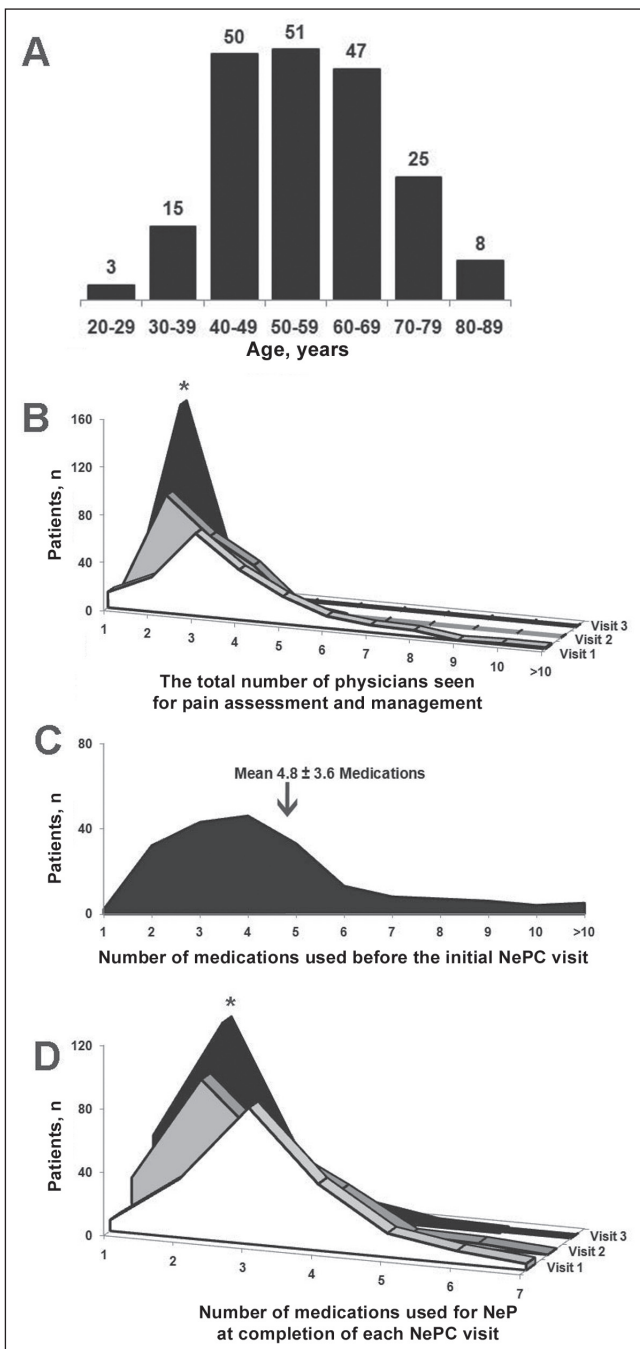 A
3
15
50
51
47
25
8
20-29 30-39 40-49 50-59 60-69 70-79 80-89
Age, years
B
*
Patients, n
160
120
80
40
0
1 2 3 4 5 6 7 8 9 10 >10
Visit 3
Visit 2
Visit 1
The total number of physicians seen
for pain assessment and management
C
Patients, n
80
40
0
Mean 4.8 ± 3.6 Medications
1 2 3 4 5 6 7 8 9 10 >10
Number of medications used before the initial NePC visit
D
*
Patients, n
120
80
40
0
1 2 3 4 5 6 7
Visit 3
Visit 2
Visit 1
Number of medications used for NeP
at completion of each NePC visit